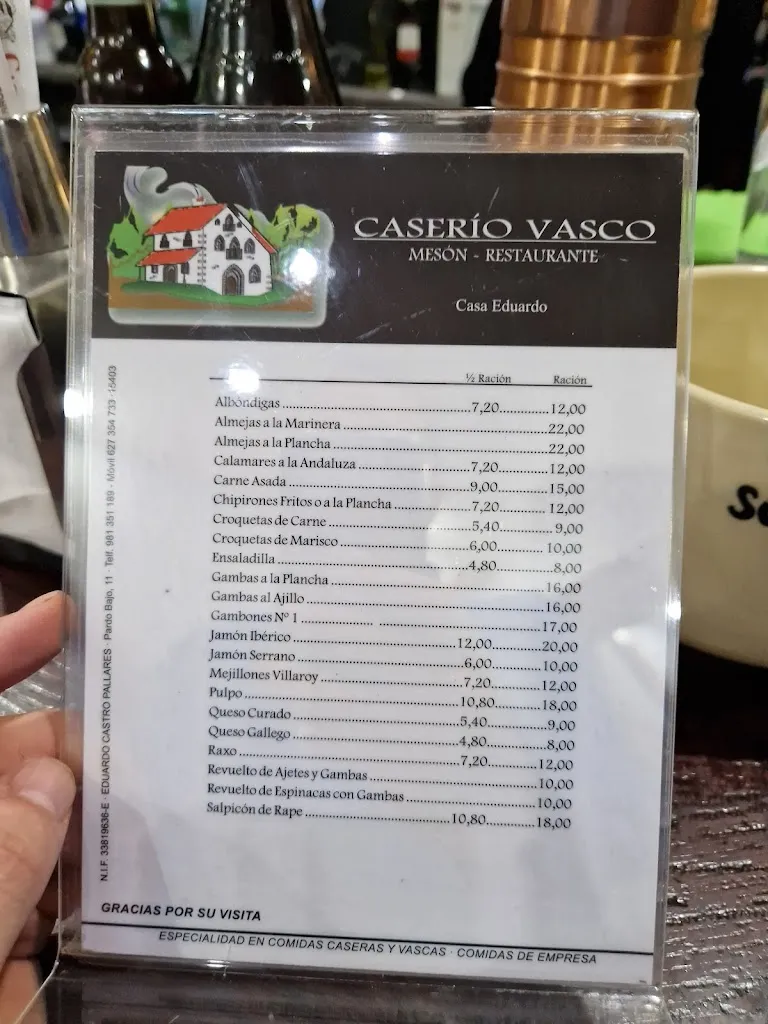 CASERÍO VASCO
MESÓN - RESTAURANTE
Casa Eduardo
½ Ración Ración
Albóndigas 7,20 12,00
Almejas a la Marinera 22,00
Almejas a la Plancha 22,00
Calamares a la Andaluza 7,20 12,00
Carne Asada 9,00 15,00
Chipirones Fritos o a la Plancha 7,20 12,00
Croquetas de Carne 5,40 9,00
Croquetas de Marisco 6,00 10,00
Ensaladilla 4,80 8,00
Gambas a la Plancha 16,00
Gambas al Ajillo 16,00
Gambones Nº 1 17,00
Jamón Ibérico 12,00 20,00
Jamón Serrano 6,00 10,00
Mejillones Villaroy 7,20 12,00
Pulpo 10,80 18,00
Queso Curado 5,40 9,00
Queso Gallego 4,80 8,00
Raxo 7,20 12,00
Revuelto de Ajetes y Gambas 10,00
Revuelto de Espinacas con Gambas 10,00
Salpicón de Rape 10,80 18,00
N.I.F. 33819636-E · EDUARDO CASTRO PALLARES · Pardo Bajo, 11 · Telf. 981 351 189 · Móvil 627 364 733 · 15403
GRACIAS POR SU VISITA
ESPECIALIDAD EN COMIDAS CASERAS Y VASCAS · COMIDAS DE EMPRESA